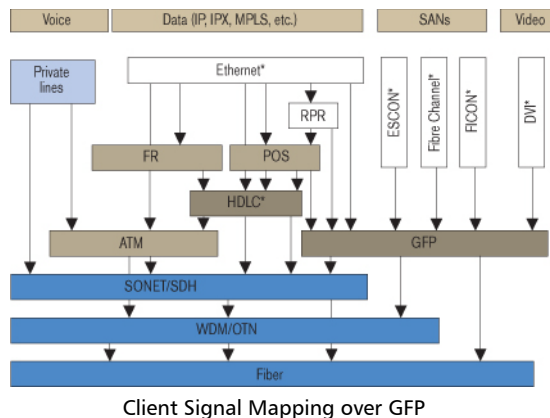 Voice
Data (IP, IPX, MPLS, etc.)
SANs
Video
Private
lines
Ethernet*
RPR
ESCON*
Fibre Channel*
FICON*
DVI*
FR
POS
HDLC*
ATM
GFP
SONET/SDH
WDM/OTN
Fiber
Client Signal Mapping over GFP